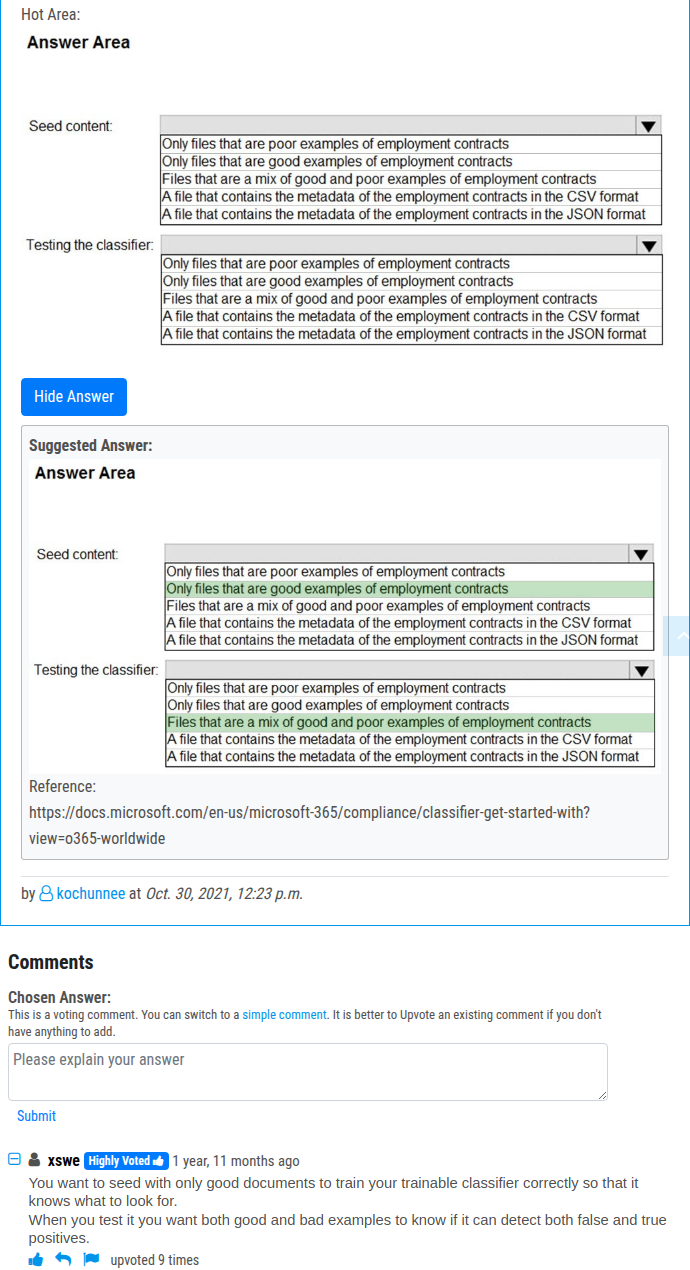 Hot Area:
Answer Area
Seed content:
Only files that are poor examples of employment contracts
Only files that are good examples of employment contracts
Files that are a mix of good and poor examples of employment contracts
A file that contains the metadata of the employment contracts in the CSV format
A file that contains the metadata of the employment contracts in the JSON format
Testing the classifier:
Only files that are poor examples of employment contracts
Only files that are good examples of employment contracts
Files that are a mix of good and poor examples of employment contracts
A file that contains the metadata of the employment contracts in the CSV format
A file that contains the metadata of the employment contracts in the JSON format
Hide Answer
Suggested Answer:
Answer Area
Seed content:
Only files that are poor examples of employment contracts
Only files that are good examples of employment contracts
Files that are a mix of good and poor examples of employment contracts
A file that contains the metadata of the employment contracts in the CSV format
A file that contains the metadata of the employment contracts in the JSON format
Testing the classifier:
Only files that are poor examples of employment contracts
Only files that are good examples of employment contracts
Files that are a mix of good and poor examples of employment contracts
A file that contains the metadata of the employment contracts in the CSV format
A file that contains the metadata of the employment contracts in the JSON format
Reference:
https://docs.microsoft.com/en-us/microsoft-365/compliance/classifier-get-started-with?
view=o365-worldwide
by kochunnee at Oct. 30, 2021, 12:23 p.m.
Comments
Chosen Answer:
This is a voting comment. You can switch to a simple comment. It is better to Upvote an existing comment if you don't
have anything to add.
Please explain your answer
Submit
xswe Highly Voted 1 year, 11 months ago
You want to seed with only good documents to train your trainable classifier correctly so that it
knows what to look for.
When you test it you want both good and bad examples to know if it can detect both false and true
positives.
upvoted 9 times